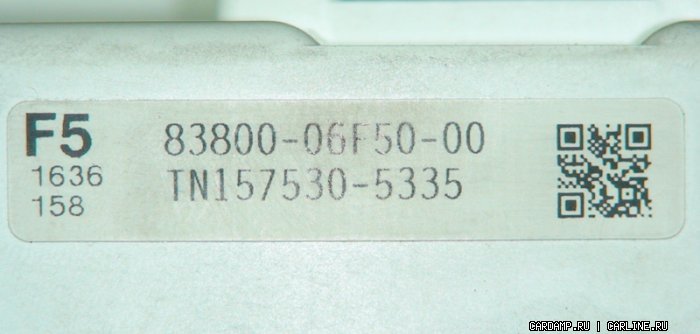 F5
1636
158
83800-06F50-00
TN157530-5335
CARDAMP.RU | CARLINE.RU